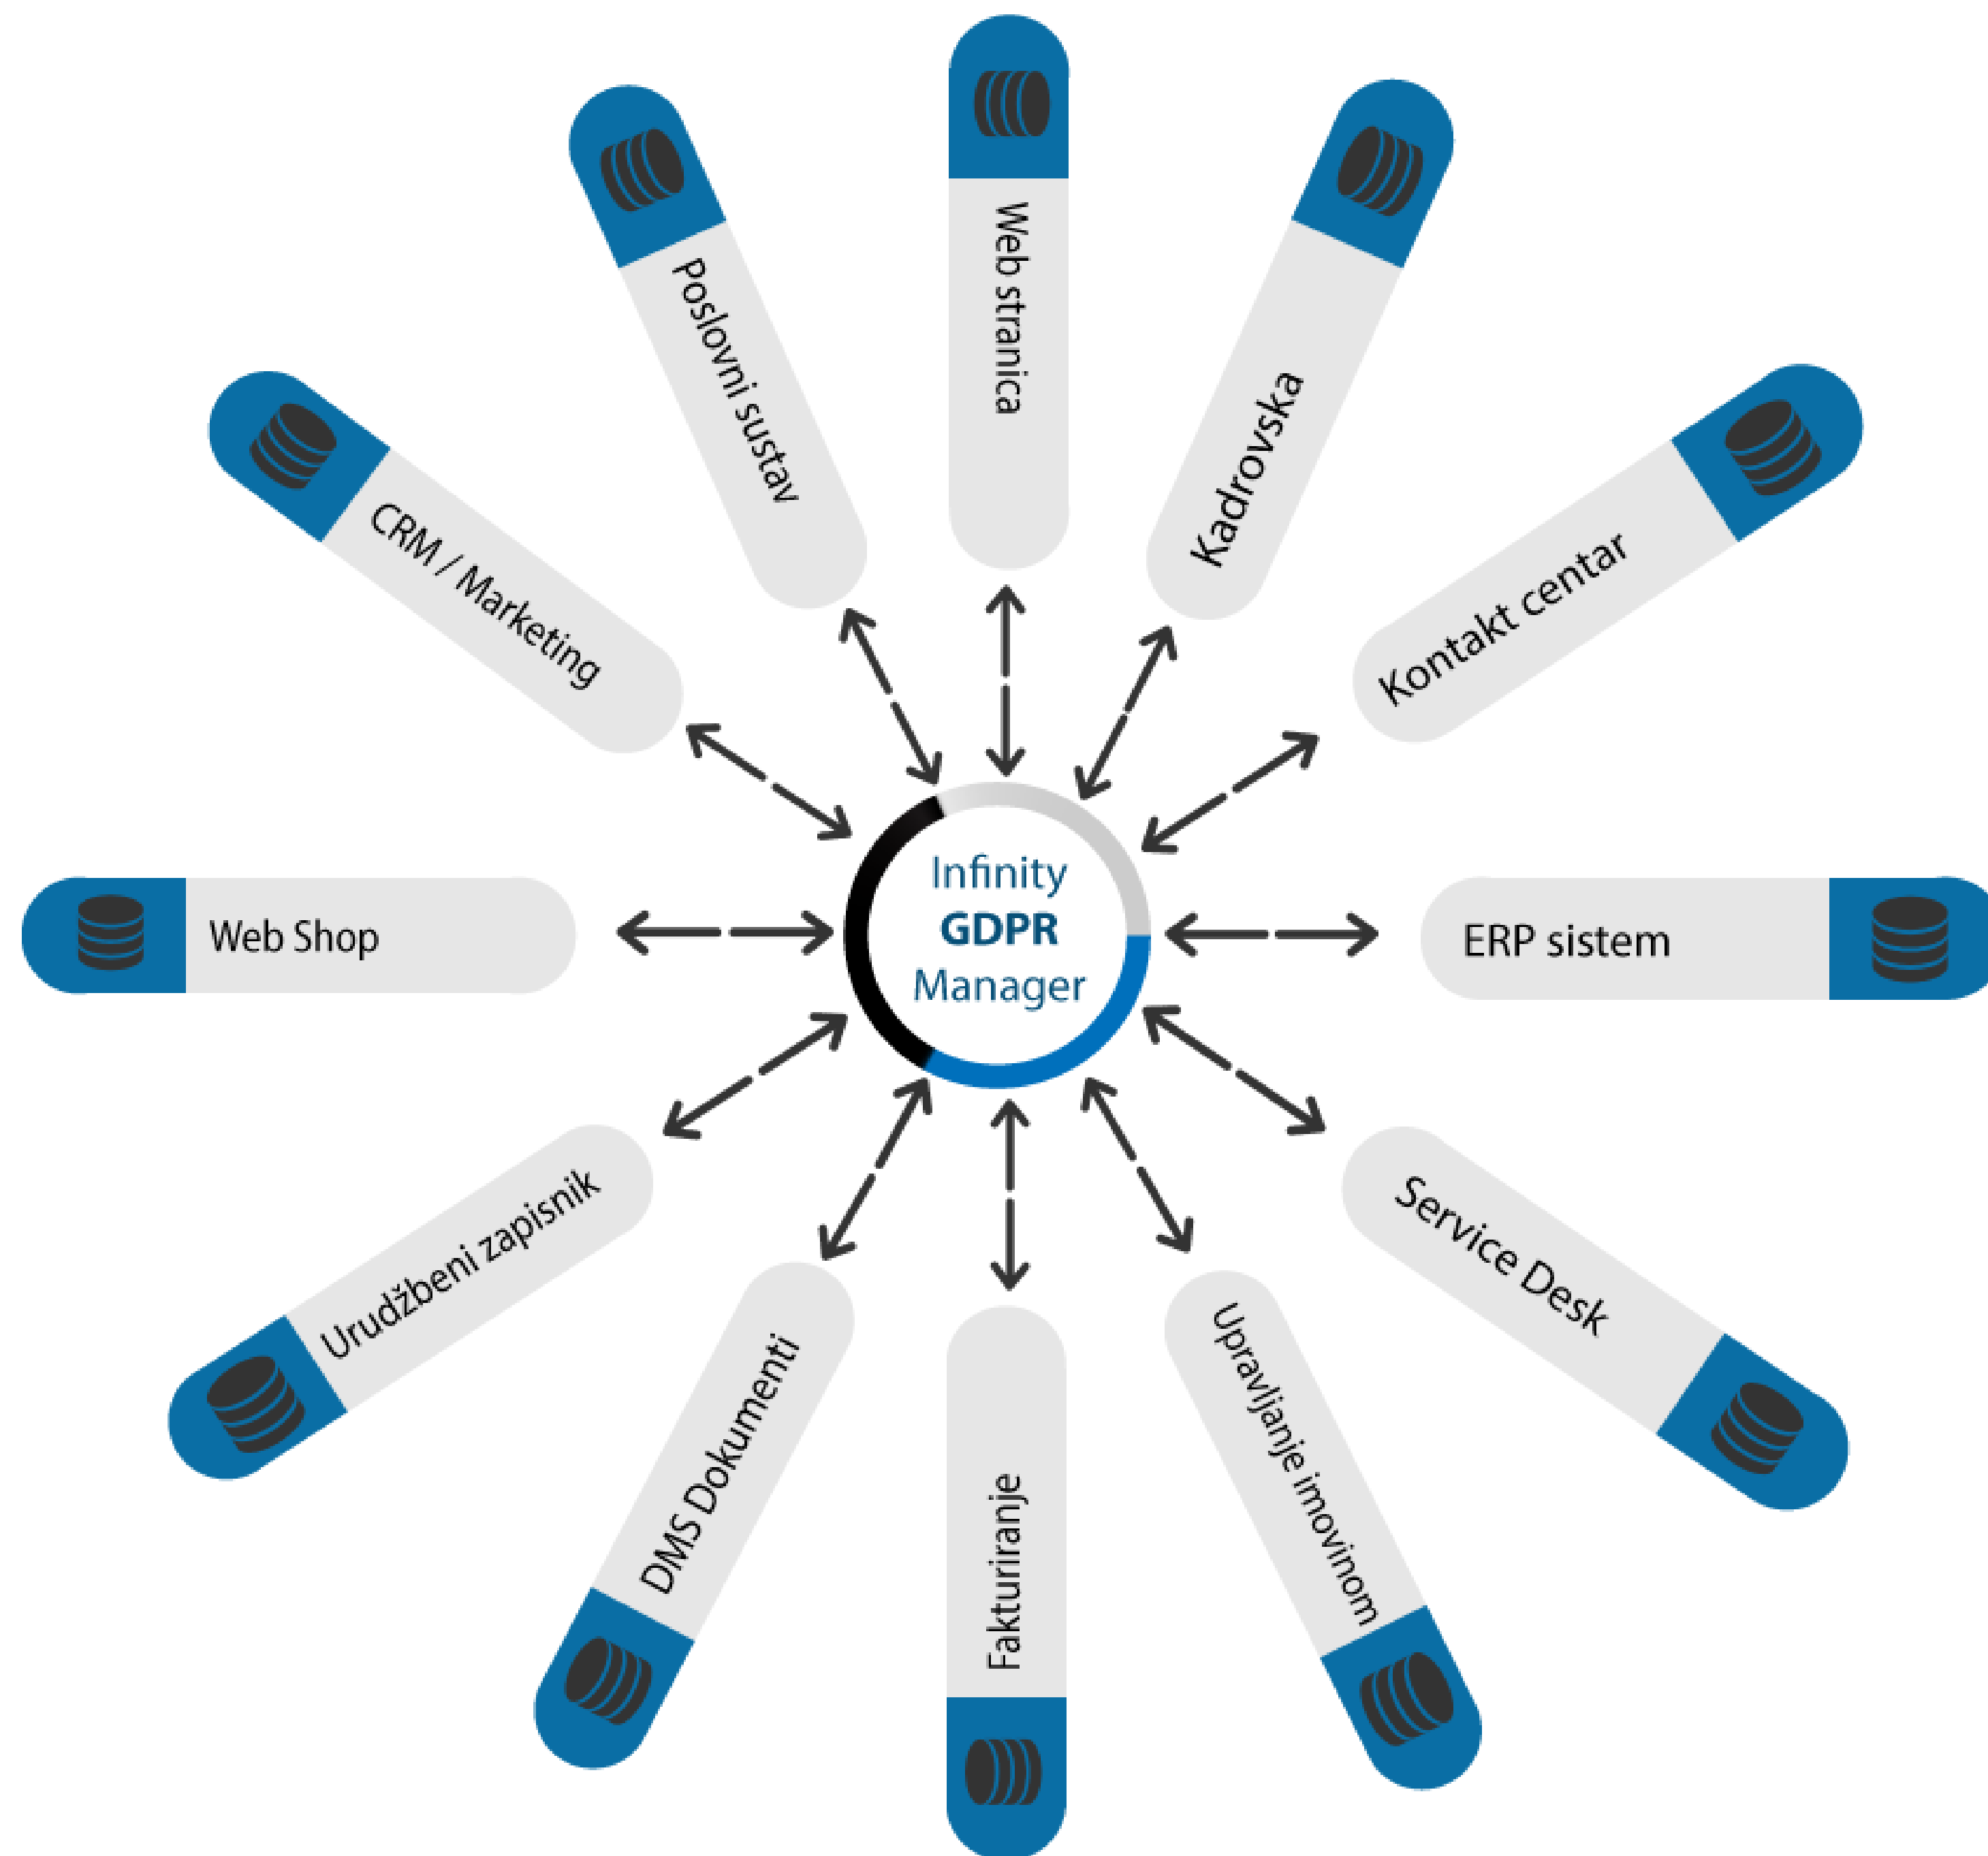 Web stranica
Kadrovska
Kontakt centar
ERP sistem
Service Desk
Upravljanje imovinom
Fakturiranje
DMS Dokumenti
Urudžbeni zapisnik
Web Shop
CRM / Marketing
Poslovni sustav
Infinity
GDPR
Manager